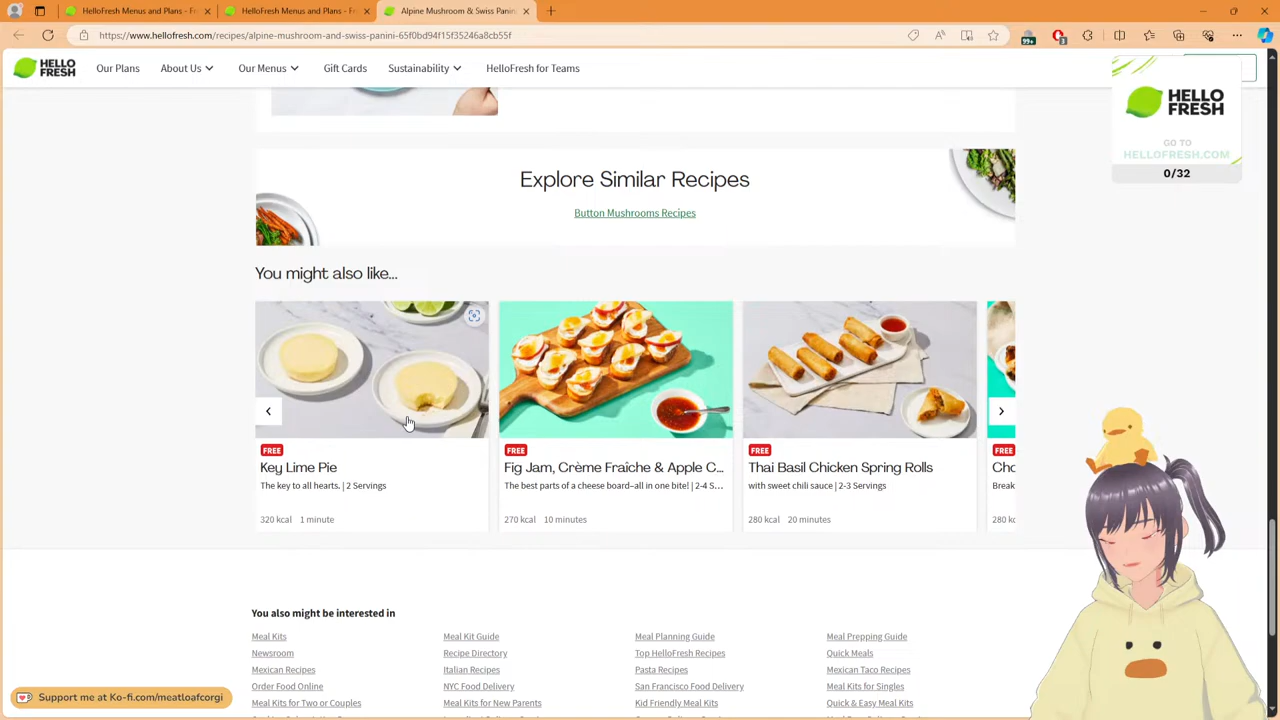 HelloFresh Menus and Plans - Fr
HelloFresh Menus and Plans - Fr
Alpine Mushroom & Swiss Panini
https://www.hellofresh.com/recipes/alpine-mushroom-and-swiss-panini-65f0bd94f15f35246a8cb55f
99+
3
HELLO FRESH
Our Plans
About Us
Our Menus
Gift Cards
Sustainability
HelloFresh for Teams
HELLO FRESH
GO TO
HELLOFRESH.COM
0/32
Explore Similar Recipes
Button Mushrooms Recipes
You might also like...
FREE
Key Lime Pie
The key to all hearts. | 2 Servings
320 kcal 1 minute
FREE
Fig Jam, Crème Fraîche & Apple C...
The best parts of a cheese board–all in one bite! | 2-4 S...
270 kcal 10 minutes
FREE
Thai Basil Chicken Spring Rolls
with sweet chili sauce | 2-3 Servings
280 kcal 20 minutes
FREE
Cho
Break
280 kc
You also might be interested in
Meal Kits
Meal Kit Guide
Meal Planning Guide
Meal Prepping Guide
Newsroom
Recipe Directory
Top HelloFresh Recipes
Quick Meals
Mexican Recipes
Italian Recipes
Pasta Recipes
Mexican Taco Recipes
Order Food Online
NYC Food Delivery
San Francisco Food Delivery
Meal Kits for Singles
Meal Kits for Two or Couples
Meal Kits for New Parents
Kid Friendly Meal Kits
Quick & Easy Meal Kits
Support me at Ko-fi.com/meatloafcorgi